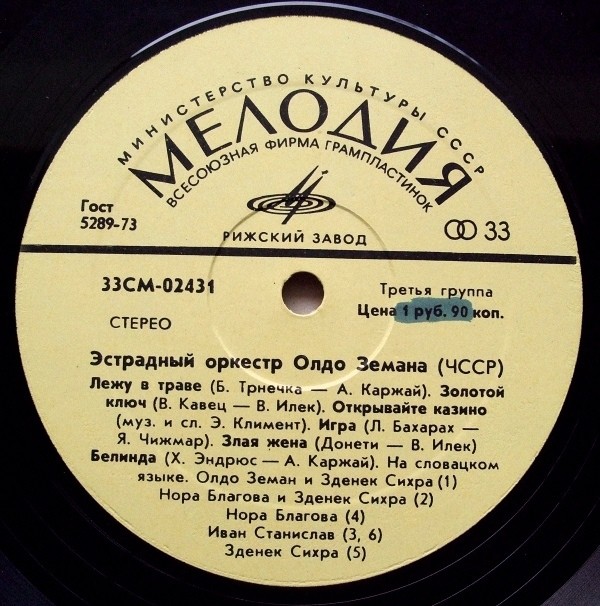 МИНИСТЕРСТВО КУЛЬТУРЫ СССР
МЕЛОДИЯ
ВСЕСОЮЗНАЯ ФИРМА ГРАМПЛАСТИНОК
Гост
5289-73
РИЖСКИЙ ЗАВОД
33
33СМ-02431
Третья группа
Цена 1 руб. 90 коп.
СТЕРЕО
Эстрадный оркестр Олдо Земана (ЧССР)
Лежу в траве (Б. Трнечка — А. Каржай). Золотой
ключ (В. Кавец — В. Илек). Открывайте казино
(муз. и сл. Э. Климент). Игра (Л. Бахарах —
Я. Чижмар). Злая жена (Донети — В. Илек)
Белинда (Х. Эндрюс — А. Каржай). На словацком
языке. Олдо Земан и Зденек Сихра (1)
Нора Благова и Зденек Сихра (2)
Нора Благова (4)
Иван Станислав (3, 6)
Зденек Сихра (5)